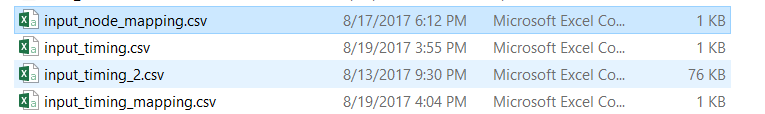 input_node_mapping.csv 8/17/2017 6:12 PM Microsoft Excel Co... 1 KB
input_timing.csv 8/19/2017 3:55 PM Microsoft Excel Co... 1 KB
input_timing_2.csv 8/13/2017 9:30 PM Microsoft Excel Co... 76 KB
input_timing_mapping.csv 8/19/2017 4:04 PM Microsoft Excel Co... 1 KB